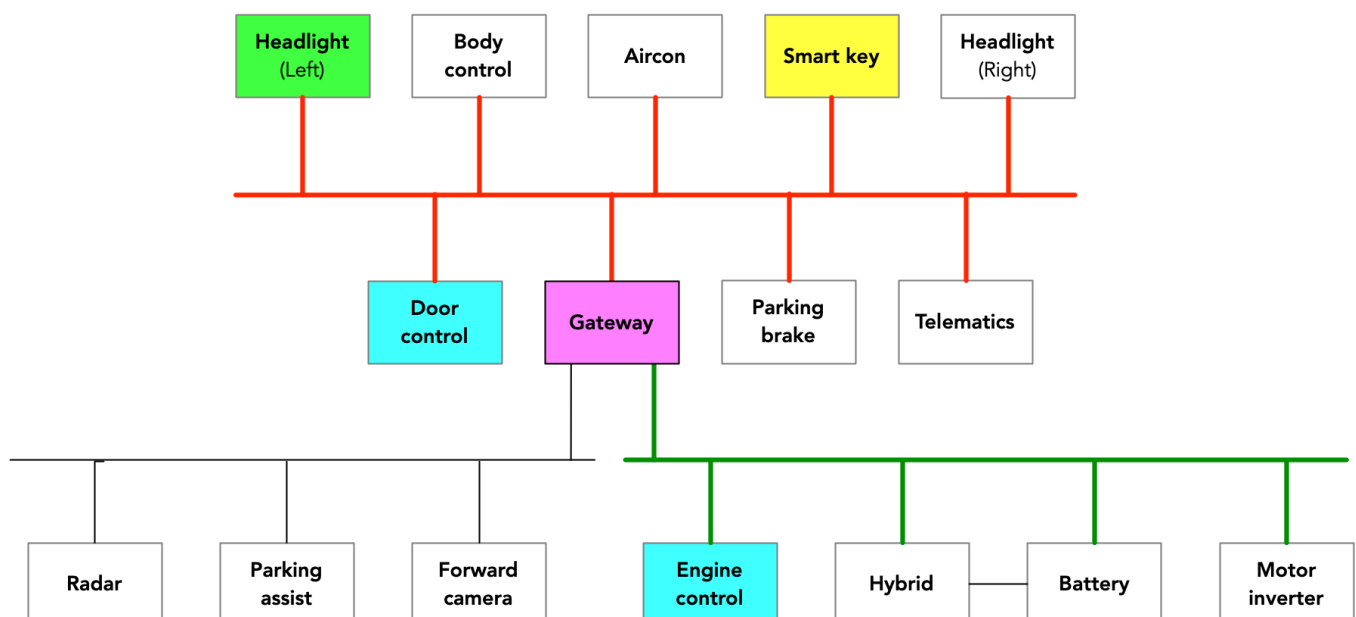 Headlight
(Left)
Body
control
Aircon
Smart key
Headlight
(Right)
Door
control
Gateway
Parking
brake
Telematics
Radar
Parking
assist
Forward
camera
Engine
control
Hybrid
Battery
Motor
inverter